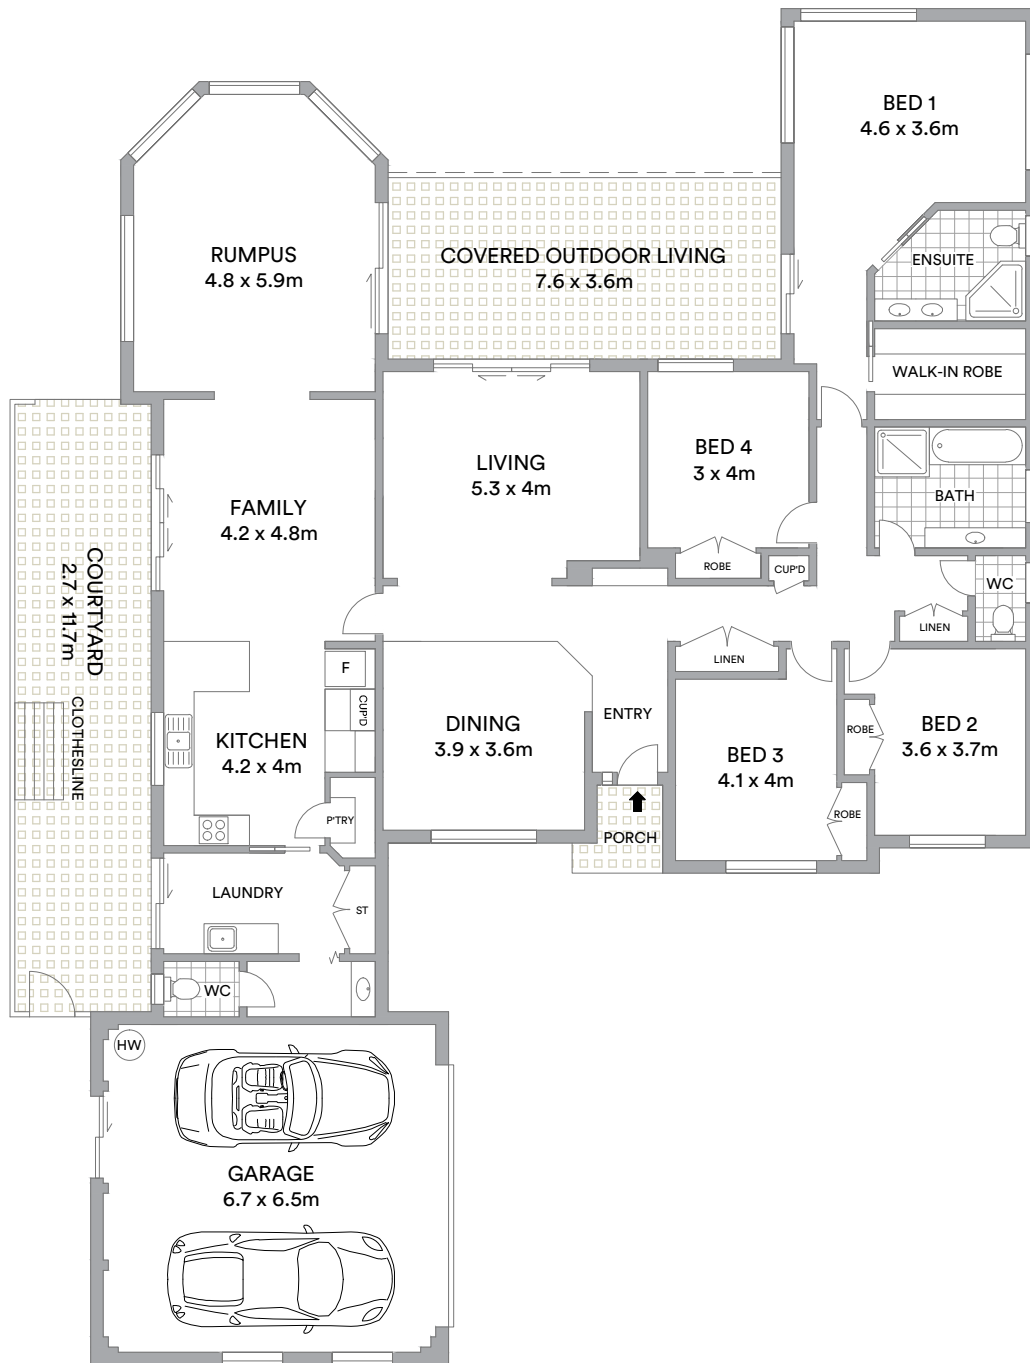 BED 1
4.6 x 3.6m
RUMPUS
4.8 x 5.9m
COVERED OUTDOOR LIVING
7.6 x 3.6m
ENSUITE
WALK-IN ROBE
LIVING
5.3 x 4m
BED 4
3 x 4m
BATH
FAMILY
4.2 x 4.8m
COURTYARD
2.7 x 11.7m
CLOTHESLINE
ROBE
CUP'D
WC
LINEN
LINEN
F
CUP'D
KITCHEN
4.2 x 4m
DINING
3.9 x 3.6m
ENTRY
BED 3
4.1 x 4m
ROBE
BED 2
3.6 x 3.7m
ROBE
P'TRY
PORCH
LAUNDRY
ST
WC
HW
GARAGE
6.7 x 6.5m